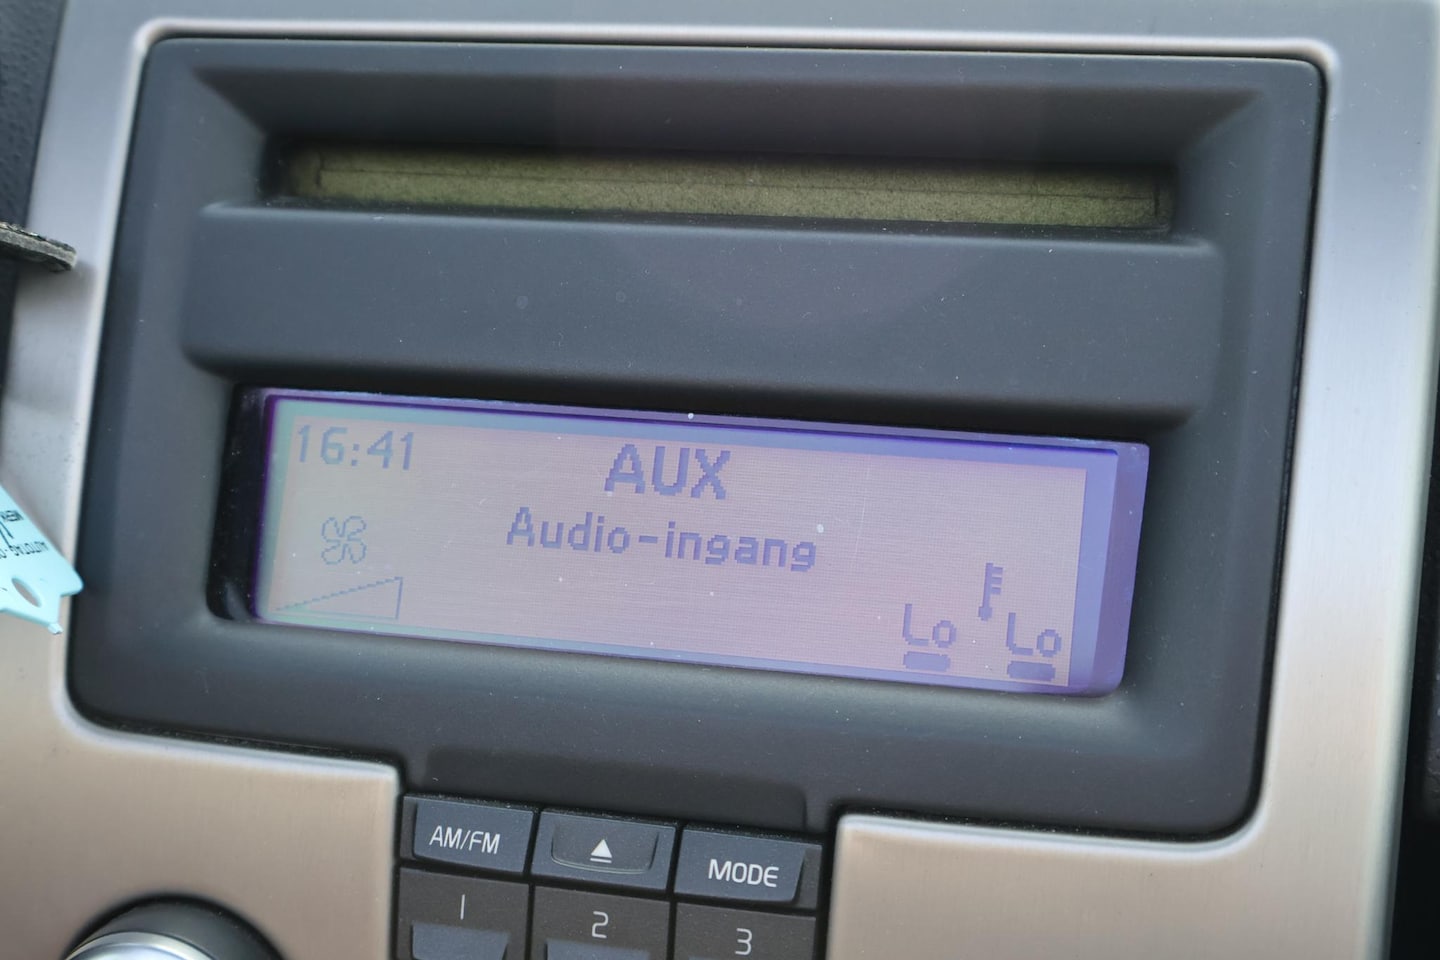 16:41
AUX
Audio-ingang
Lo Lo
AM/FM
MODE
1 2 3